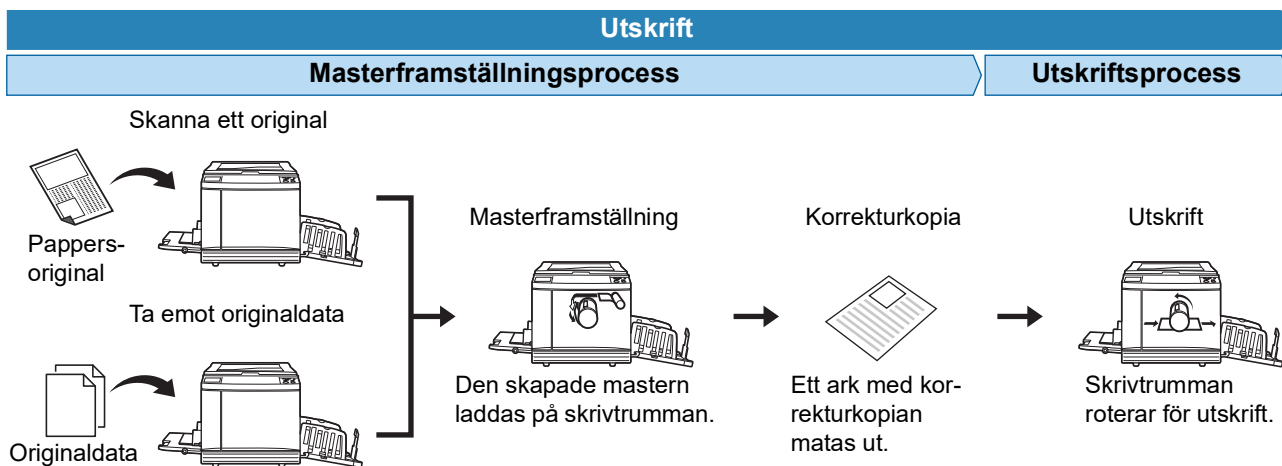 Utskrift
Masterframställningsprocess
Utskriftsprocess
Skanna ett original
Pappers-
original
Ta emot originaldata
Originaldata
Masterframställning
Den skapade mastern
laddas på skrivtrumman.
Korrekturkopia
Ett ark med kor-
rekturkopian
matas ut.
Utskrift
Skrivtrumman
roterar för utskrift.